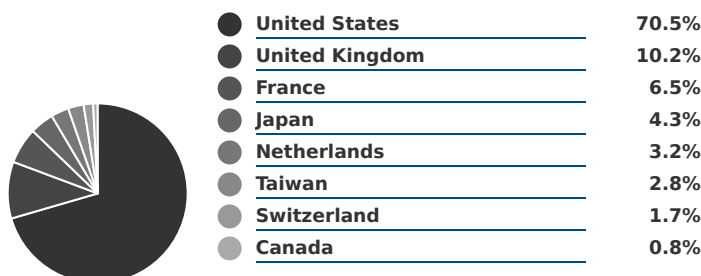 United States 70.5%
United Kingdom 10.2%
France 6.5%
Japan 4.3%
Netherlands 3.2%
Taiwan 2.8%
Switzerland 1.7%
Canada 0.8%